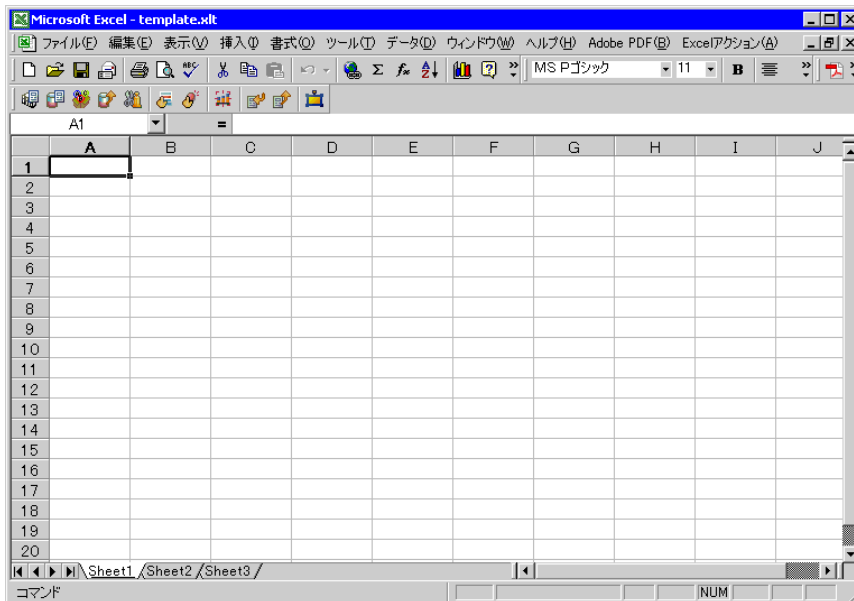 Microsoft Excel - template.xlt
ファイル(F) 編集(E) 表示(V) 挿入(I) 書式(O) ツール(T) データ(D) ウィンドウ(W) ヘルプ(H) Adobe PDF(B) Excelアクション(A)
ABC Σ fx MS Pゴシック 11 B
A1 =
A B C D E F G H I J
1
2
3
4
5
6
7
8
9
10
11
12
13
14
15
16
17
18
19
20
Sheet1 Sheet2 Sheet3
コマンド NUM